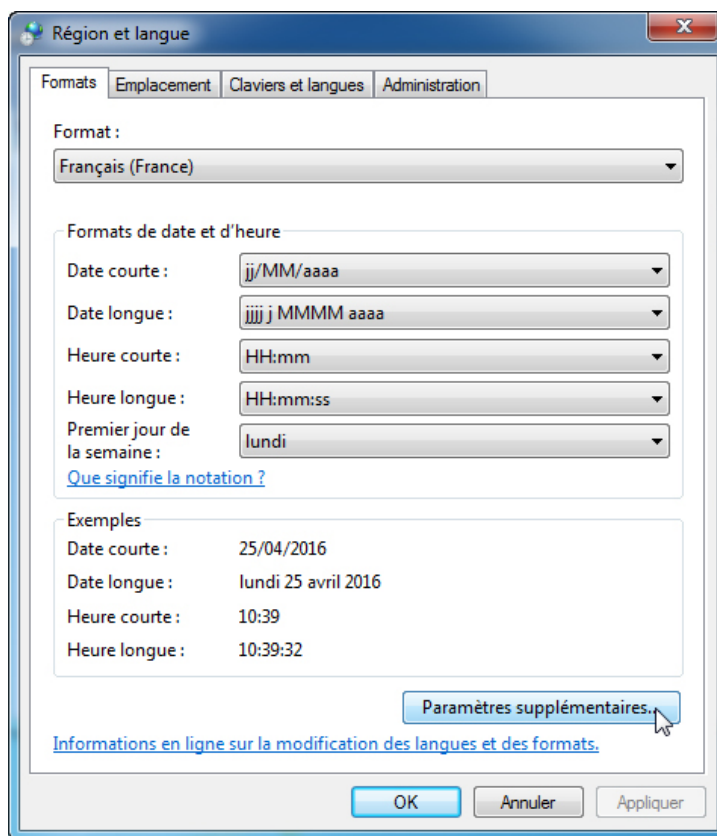 Région et langue
Formats
Emplacement
Claviers et langues
Administration
Format :
Français (France)
Formats de date et d'heure
Date courte :
jj/MM/aaaa
Date longue :
jjjj j MMMM aaaa
Heure courte :
HH:mm
Heure longue :
HH:mm:ss
Premier jour de
la semaine :
lundi
Que signifie la notation ?
Exemples
Date courte :
25/04/2016
Date longue :
lundi 25 avril 2016
Heure courte :
10:39
Heure longue :
10:39:32
Paramètres supplémentaires...
Informations en ligne sur la modification des langues et des formats.
OK
Annuler
Appliquer